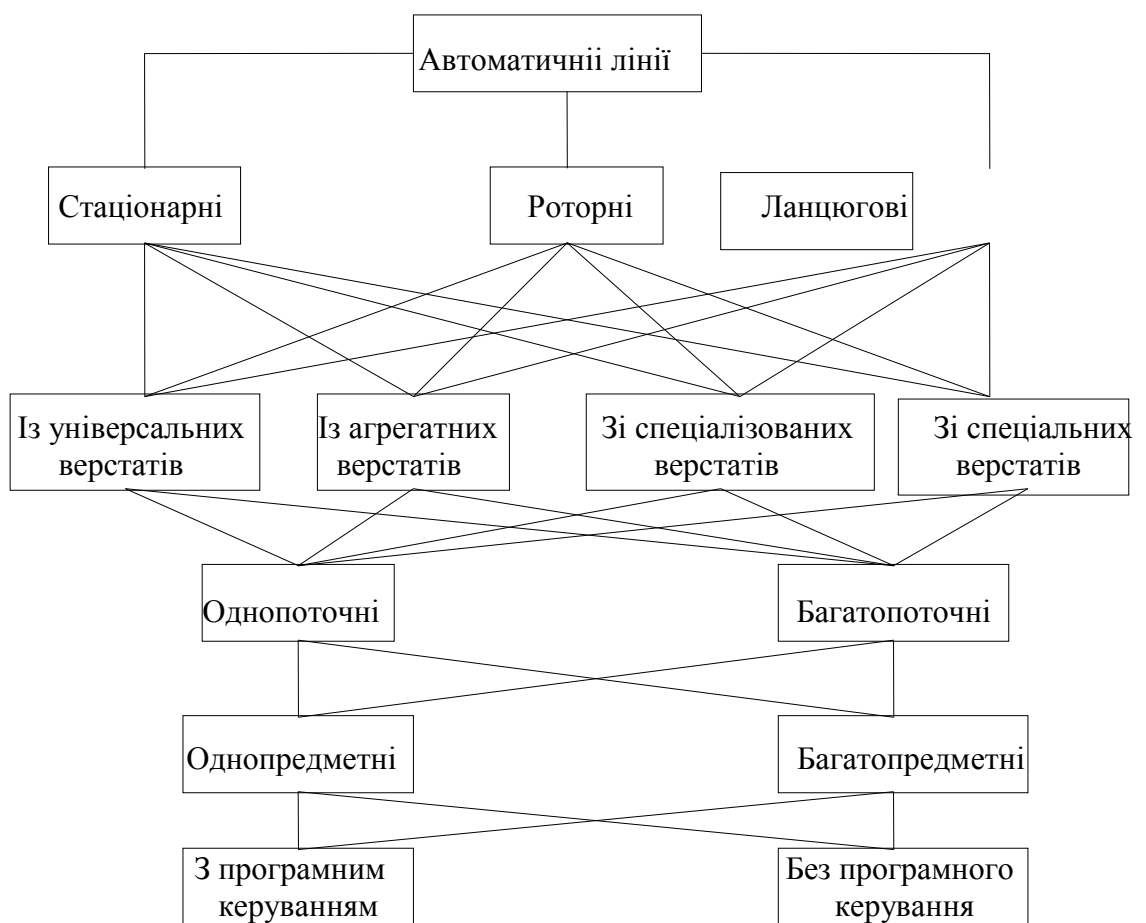 Автоматичніі лінії
Стаціонарні
Роторні
Ланцюгові
Із універсальних
верстатів
Із агрегатних
верстатів
Зі спеціалізованих
верстатів
Зі спеціальних
верстатів
Однопоточні
Багатопоточні
Однопредметні
Багатопредметні
З програмним
керуванням
Без програмного
керування